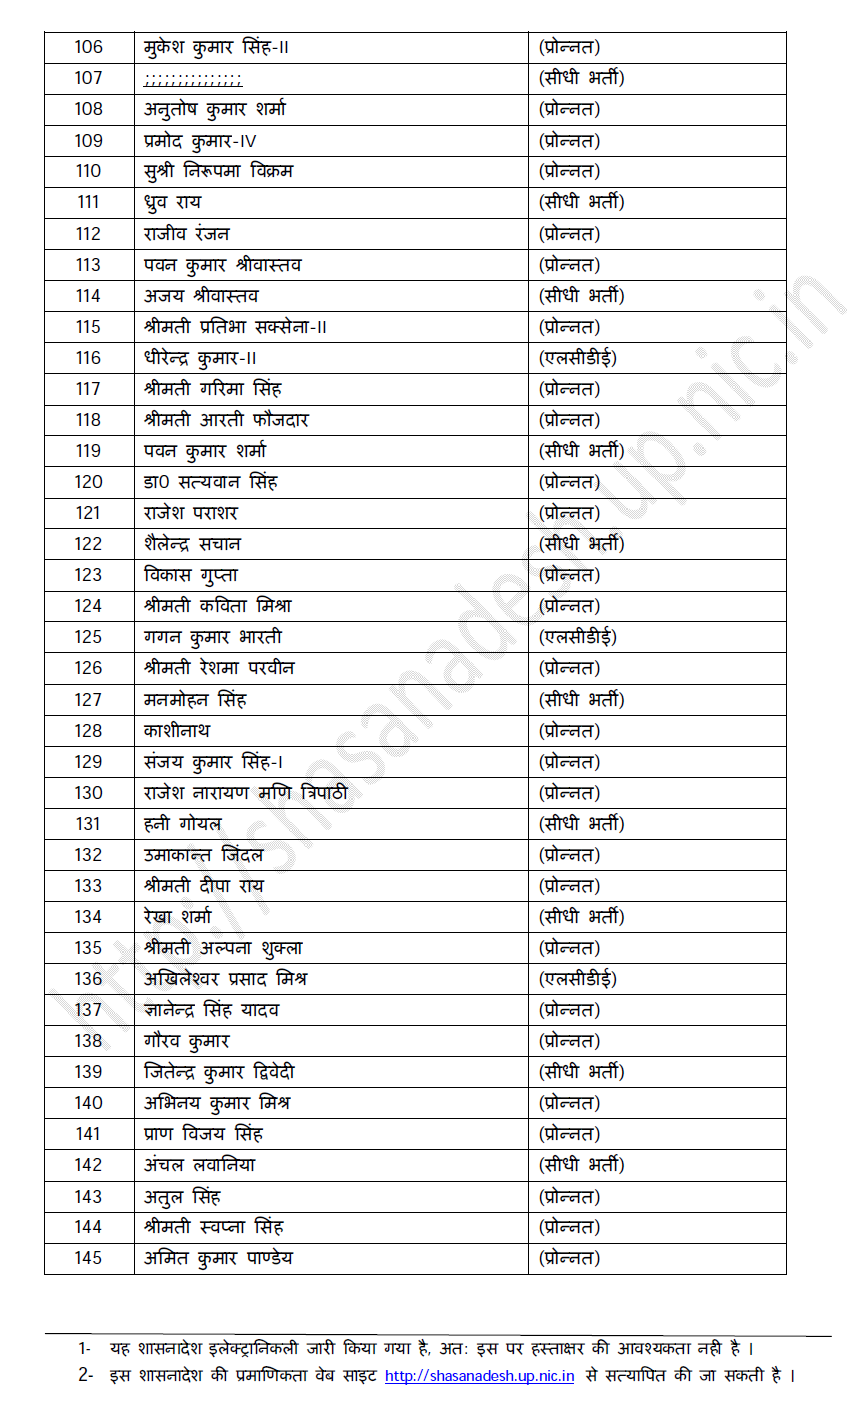 106 मुकेश कुमार सिंह-II (प्रोन्नत)
107 ;;;;;;;;;;;;;;; (सीधी भर्ती)
108 अनुतोष कुमार शर्मा (प्रोन्नत)
109 प्रमोद कुमार-IV (प्रोन्नत)
110 सुश्री निरूपमा विक्रम (प्रोन्नत)
111 ध्रुव राय (सीधी भर्ती)
112 राजीव रंजन (प्रोन्नत)
113 पवन कुमार श्रीवास्तव (प्रोन्नत)
114 अजय श्रीवास्तव (सीधी भर्ती)
115 श्रीमती प्रतिभा सक्सेना-II (प्रोन्नत)
116 धीरेन्द्र कुमार-II (एलसीडीई)
117 श्रीमती गरिमा सिंह (प्रोन्नत)
118 श्रीमती आरती फौजदार (प्रोन्नत)
119 पवन कुमार शर्मा (सीधी भर्ती)
120 डा0 सत्यवान सिंह (प्रोन्नत)
121 राजेश पराशर (प्रोन्नत)
122 शैलेन्द्र सचान (सीधी भर्ती)
123 विकास गुप्ता (प्रोन्नत)
124 श्रीमती कविता मिश्रा (प्रोन्नत)
125 गगन कुमार भारती (एलसीडीई)
126 श्रीमती रेशमा परवीन (प्रोन्नत)
127 मनमोहन सिंह (सीधी भर्ती)
128 काशीनाथ (प्रोन्नत)
129 संजय कुमार सिंह-I (प्रोन्नत)
130 राजेश नारायण मणि त्रिपाठी (प्रोन्नत)
131 हनी गोयल (सीधी भर्ती)
132 उमाकान्त जिंदल (प्रोन्नत)
133 श्रीमती दीपा राय (प्रोन्नत)
134 रेखा शर्मा (सीधी भर्ती)
135 श्रीमती अल्पना शुक्ला (प्रोन्नत)
136 अखिलेश्वर प्रसाद मिश्र (एलसीडीई)
137 ज्ञानेन्द्र सिंह यादव (प्रोन्नत)
138 गौरव कुमार (प्रोन्नत)
139 जितेन्द्र कुमार द्विवेदी (सीधी भर्ती)
140 अभिनय कुमार मिश्र (प्रोन्नत)
141 प्राण विजय सिंह (प्रोन्नत)
142 अंचल लवानिया (सीधी भर्ती)
143 अतुल सिंह (प्रोन्नत)
144 श्रीमती स्वप्ना सिंह (प्रोन्नत)
145 अमित कुमार पाण्डेय (प्रोन्नत)
http://shasanadesh.up.nic.in
1- यह शासनादेश इलेक्ट्रानिकली जारी किया गया है, अत: इस पर हस्ताक्षर की आवश्यकता नही है ।
2- इस शासनादेश की प्रमाणिकता वेब साइट http://shasanadesh.up.nic.in से सत्यापित की जा सकती है ।